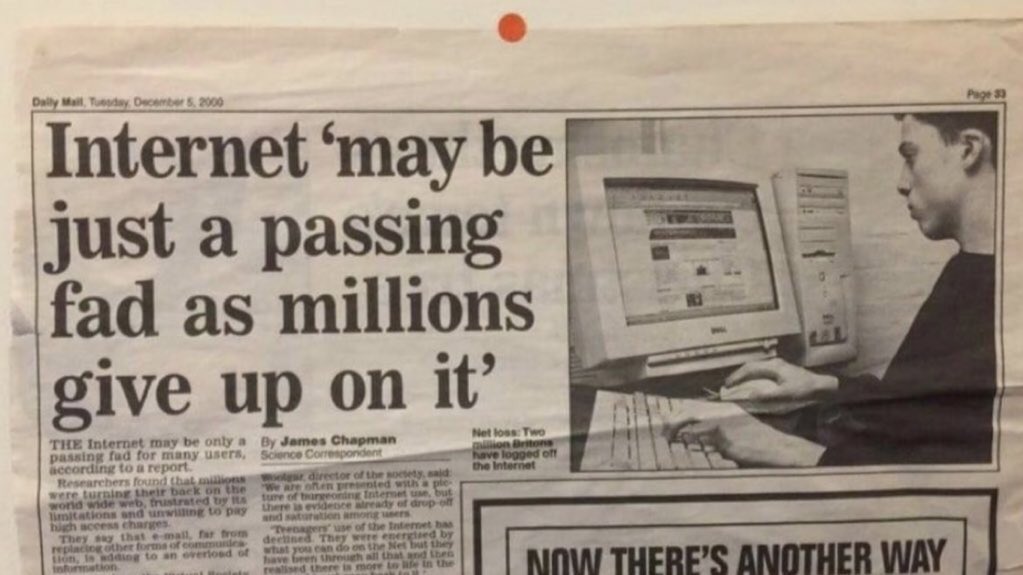 Daily Mail, Tuesday, December 5, 2000
Page 33
Internet ‘may be
just a passing
fad as millions
give up on it’
THE Internet may be only a
passing fad for many users,
according to a report.
Researchers found that millions
were turning their back on the
world wide web, frustrated by its
limitations and unwilling to pay
high access charges.
They say that e-mail, far from
replacing other forms of communica-
tion, is adding to an overload of
information.
By James Chapman
Science Correspondent
Woolgar, director of the society, said:
‘We are often presented with a pic-
ture of burgeoning Internet use, but
there is evidence already of drop-off
and saturation among users.
‘Teenagers’ use of the Internet has
declined. They were energised by
what you can do on the Net but they
have been through all that and then
realised there is more to life in the
Net loss: Two
million Britons
have logged off
the Internet
DELL
NOW THERE'S ANOTHER WAY